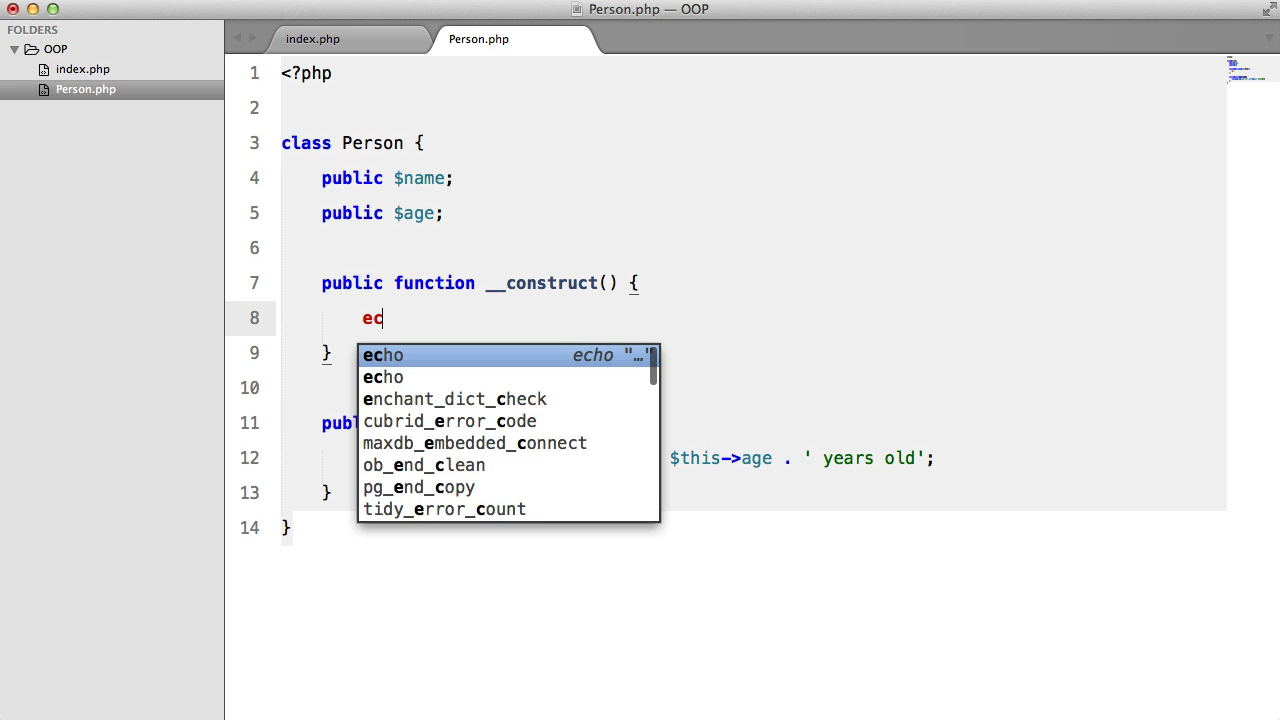 Person.php — OOP
FOLDERS
OOP
index.php
Person.php
index.php
Person.php
1 <?php
2
3 class Person {
4 public $name;
5 public $age;
6
7 public function __construct() {
8 ec
9 }
10
11 publ
12 $this->age . ' years old';
13 }
14 }
echo echo "…"
echo
enchant_dict_check
cubrid_error_code
maxdb_embedded_connect
ob_end_clean
pg_end_copy
tidy_error_count